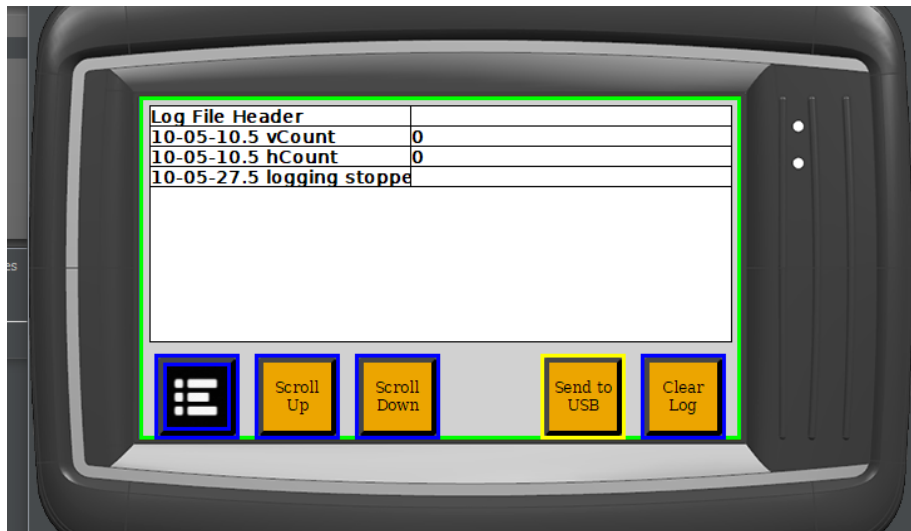 Log File Header
10-05-10.5 vCount 0
10-05-10.5 hCount 0
10-05-27.5 logging stoppe
es
Scroll Up
Scroll Down
Send to USB
Clear Log